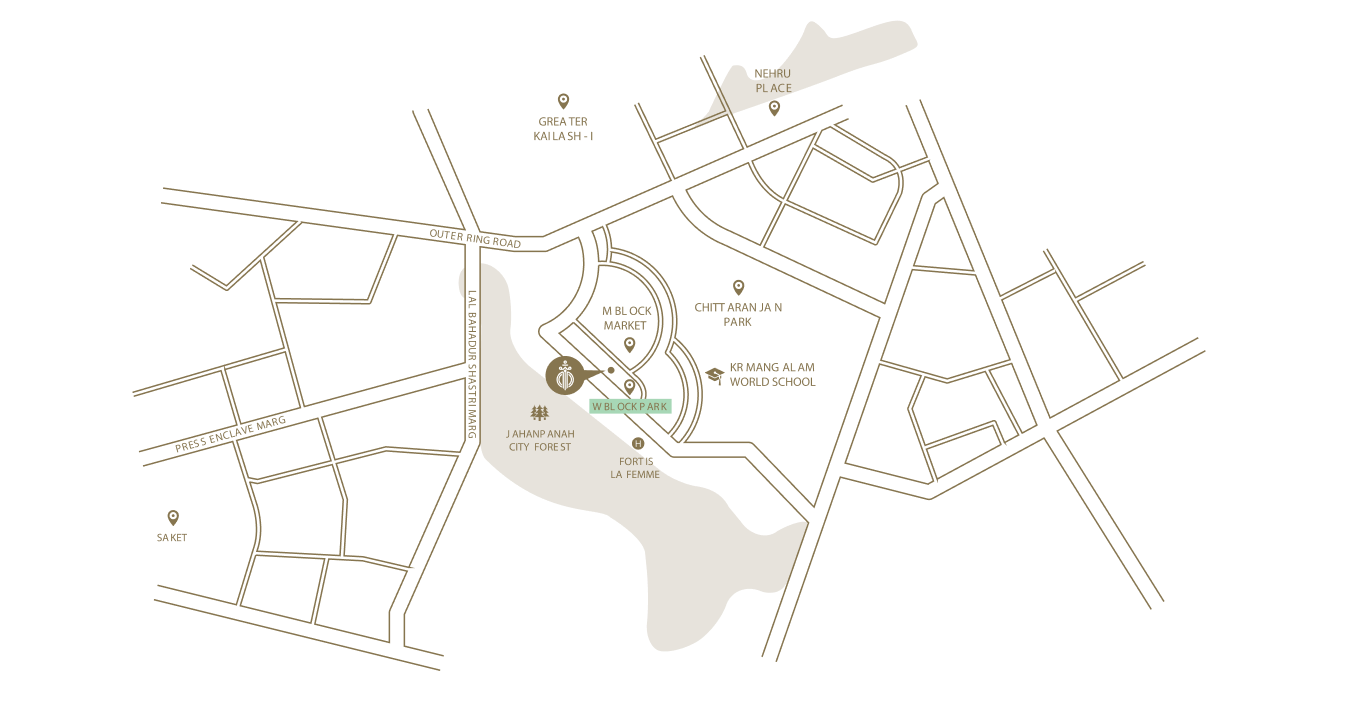 NEHRU
PLACE
GREATER
KAILASH - I
OUTER RING ROAD
LAL BAHADUR SHASTRI MARG
CHITTARANJAN
PARK
M BLOCK
MARKET
KR MANGALAM
WORLD SCHOOL
W BLOCK PARK
JAHANPANAH
CITY FOREST
H
FORTIS
LA FEMME
PRESS ENCLAVE MARG
SAKET